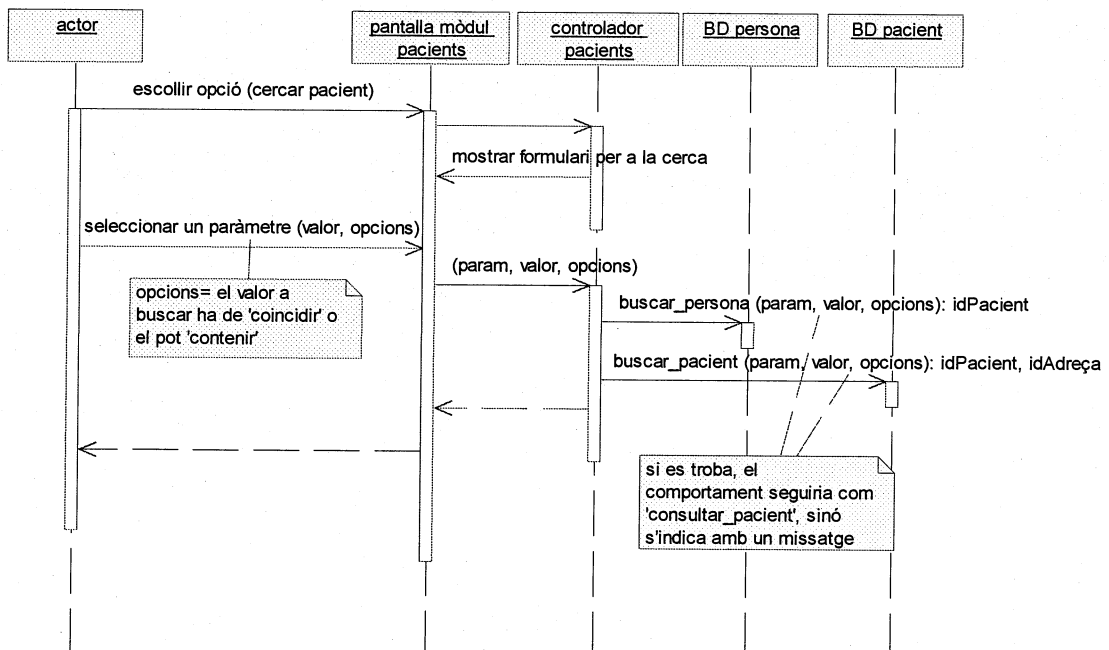 actor
pantalla mòdul
pacients
controlador
pacients
BD persona
BD pacient
escollir opció (cercar pacient)
mostrar formulari per a la cerca
seleccionar un paràmetre (valor, opcions)
(param, valor, opcions)
opcions= el valor a
buscar ha de 'coincidir' o
el pot 'contenir'
buscar_persona (param, valor, opcions): idPacient
buscar_pacient (param, valor, opcions): idPacient, idAdreça
si es troba, el
comportament seguiria com
'consultar_pacient', sinó
s'indica amb un missatge